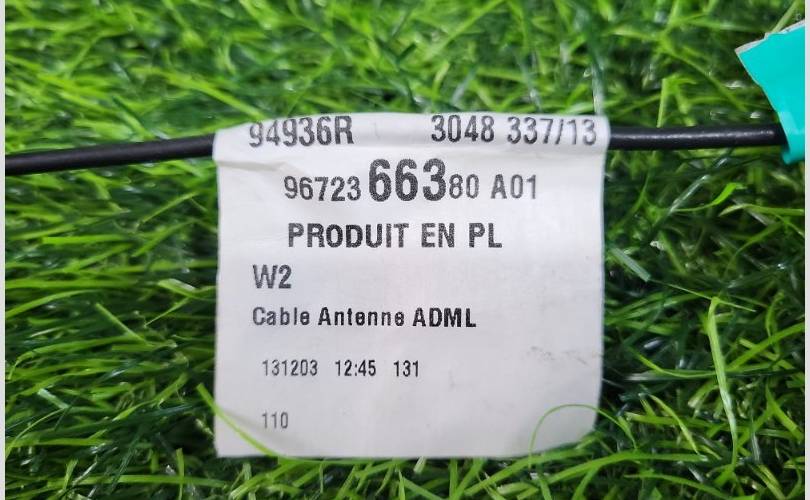 94936R 3048 337/13
96723 663 80 A01
PRODUIT EN PL
W2
Cable Antenne ADML
131203 12:45 131
110